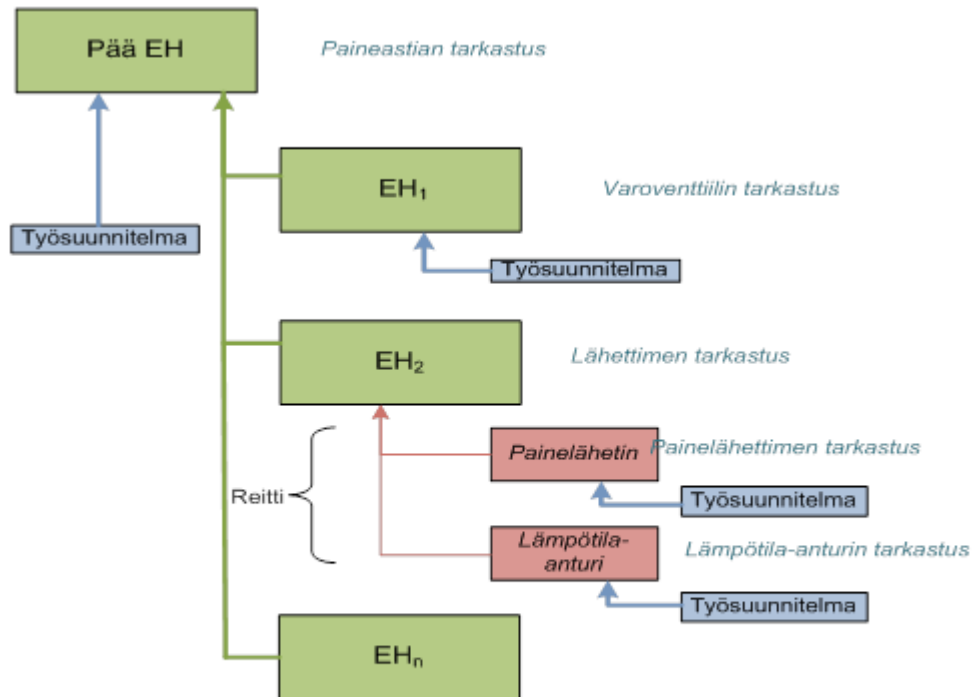 Pää EH
Paineastian tarkastus
EH₁
Varoventtiilin tarkastus
Työsuunnitelma
Työsuunnitelma
EH₂
Lähettimen tarkastus
Painelähetin
Painelähettimen tarkastus
Reitti
Työsuunnitelma
Lämpötila-
anturi
Lämpötila-anturin tarkastus
Työsuunnitelma
EHₙ